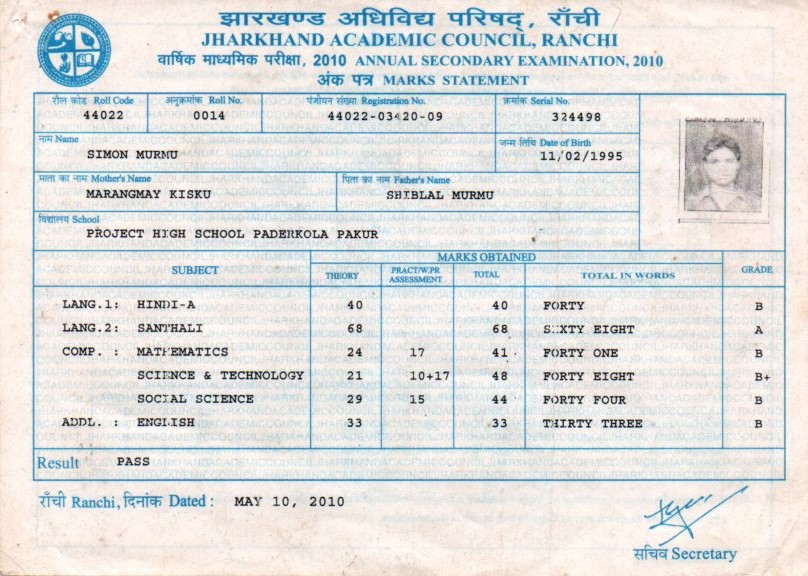 झारखण्ड अधिविद्य परिषद्, राँची
JHARKHAND ACADEMIC COUNCIL, RANCHI
वार्षिक माध्यमिक परीक्षा, 2010 ANNUAL SECONDARY EXAMINATION, 2010
अंक पत्र MARKS STATEMENT
रौल कोड Roll Code अनुक्रमांक Roll No. पंजीयन संख्या Registration No. क्रमांक Serial No.
44022 0014 44022-03420-09 324498
नाम Name जन्म तिथि Date of Birth
SIMON MURMU 11/02/1995
माता का नाम Mother's Name पिता का नाम Father's Name
MARANGMAY KISKU SHIBLAL MURMU
विद्यालय School
PROJECT HIGH SCHOOL PADERKOLA PAKUR
MARKS OBTAINED
SUBJECT THEORY PRACT/W.PR ASSESSMENT TOTAL TOTAL IN WORDS GRADE
LANG.1: HINDI-A 40 40 FORTY B
LANG.2: SANTHALI 68 68 SIXTY EIGHT A
COMP. : MATHEMATICS 24 17 41 FORTY ONE B
SCIENCE & TECHNOLOGY 21 10+17 48 FORTY EIGHT B+
SOCIAL SCIENCE 29 15 44 FORTY FOUR B
ADDL. : ENGLISH 33 33 THIRTY THREE B
Result PASS
राँची Ranchi, दिनांक Dated : MAY 10, 2010
सचिव Secretary